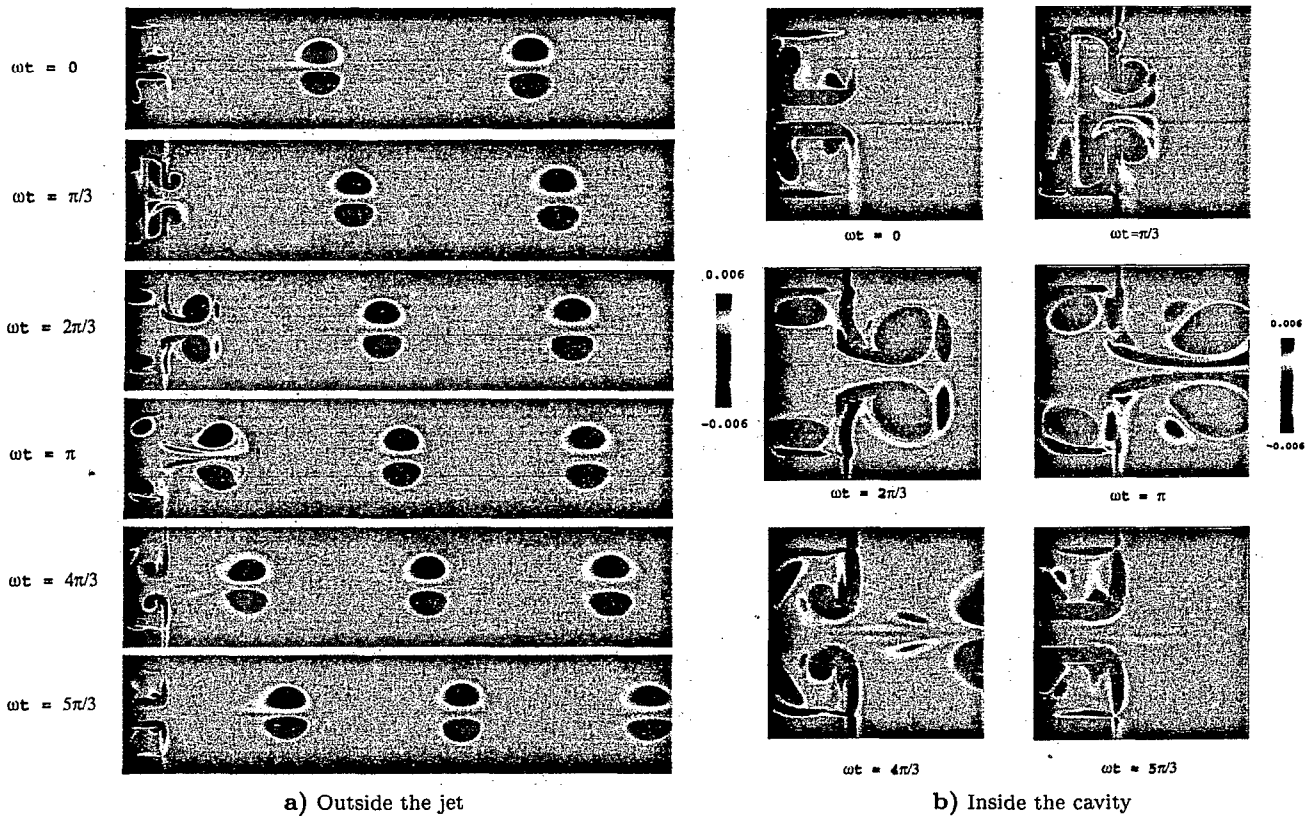 ωt = 0
ωt = π/3
ωt = 2π/3
ωt = π
ωt = 4π/3
ωt = 5π/3
a) Outside the jet
0.006
-0.006
ωt = 0
ωt=π/3
ωt = 2π/3
ωt = π
0.006
-0.006
ωt = 4π/3
ωt = 5π/3
b) Inside the cavity